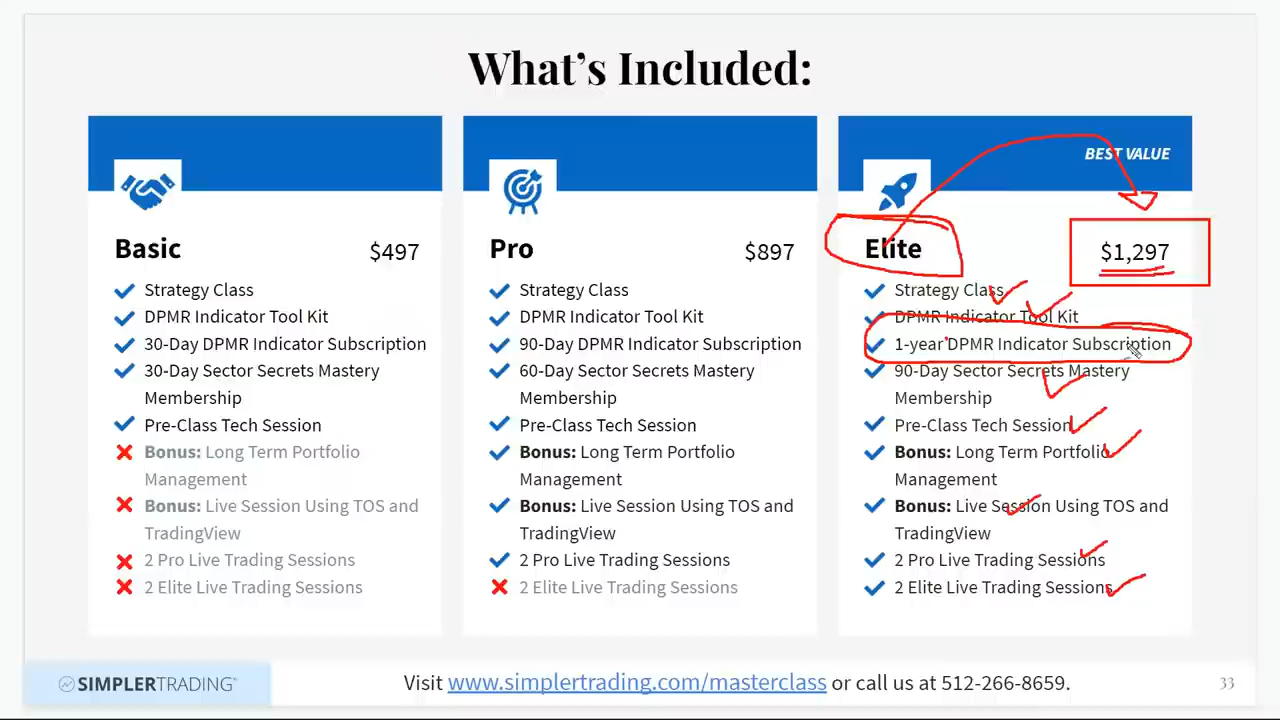 What's Included:
BEST VALUE
Basic $497
Strategy Class
DPMR Indicator Tool Kit
30-Day DPMR Indicator Subscription
30-Day Sector Secrets Mastery
Membership
Pre-Class Tech Session
Bonus: Long Term Portfolio
Management
Bonus: Live Session Using TOS and
TradingView
2 Pro Live Trading Sessions
2 Elite Live Trading Sessions
Pro $897
Strategy Class
DPMR Indicator Tool Kit
90-Day DPMR Indicator Subscription
60-Day Sector Secrets Mastery
Membership
Pre-Class Tech Session
Bonus: Long Term Portfolio
Management
Bonus: Live Session Using TOS and
TradingView
2 Pro Live Trading Sessions
2 Elite Live Trading Sessions
Elite $1,297
Strategy Class
DPMR Indicator Tool Kit
1-year DPMR Indicator Subscription
90-Day Sector Secrets Mastery
Membership
Pre-Class Tech Session
Bonus: Long Term Portfolio
Management
Bonus: Live Session Using TOS and
TradingView
2 Pro Live Trading Sessions
2 Elite Live Trading Sessions
SIMPLERTRADING
Visit www.simplertrading.com/masterclass or call us at 512-266-8659.
33